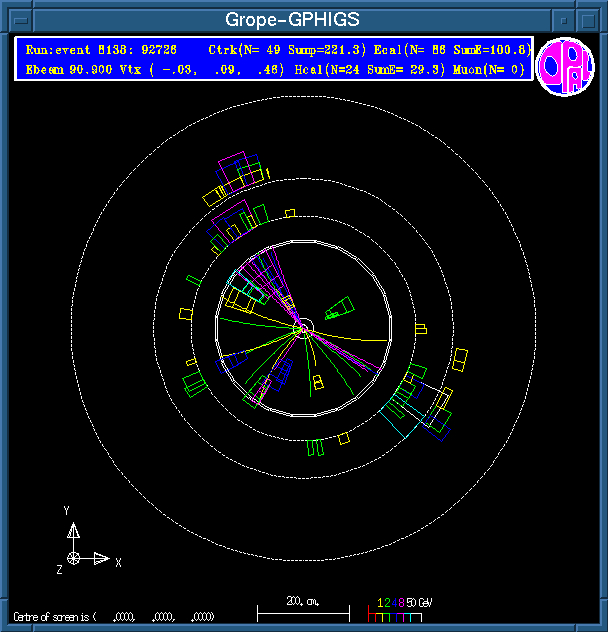 Grope-GPHIGS
Run:event 8138: 92726 Ctrk(N= 49 Sump=221.3) Ecal(N= 86 SumE=100.8)
Ebeam 90.900 Vtx ( -.03, .09, .46) Hcal(N=24 SumE= 29.3) Muon(N= 0)
OPAL
Y
X
Z
200. cm.
1 2 4 8 50 GeV
Centre of screen is ( .0000, .0000, .0000)